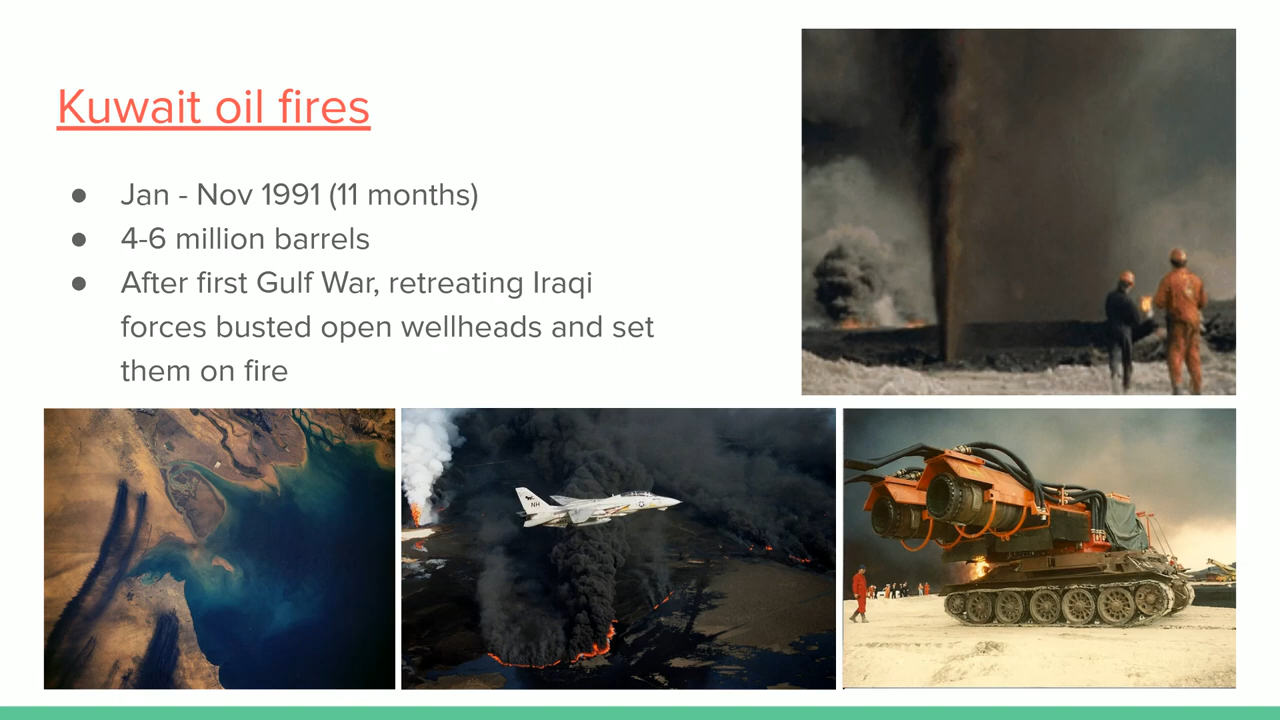 Kuwait oil fires
● Jan - Nov 1991 (11 months)
● 4-6 million barrels
● After first Gulf War, retreating Iraqi
forces busted open wellheads and set
them on fire
NH